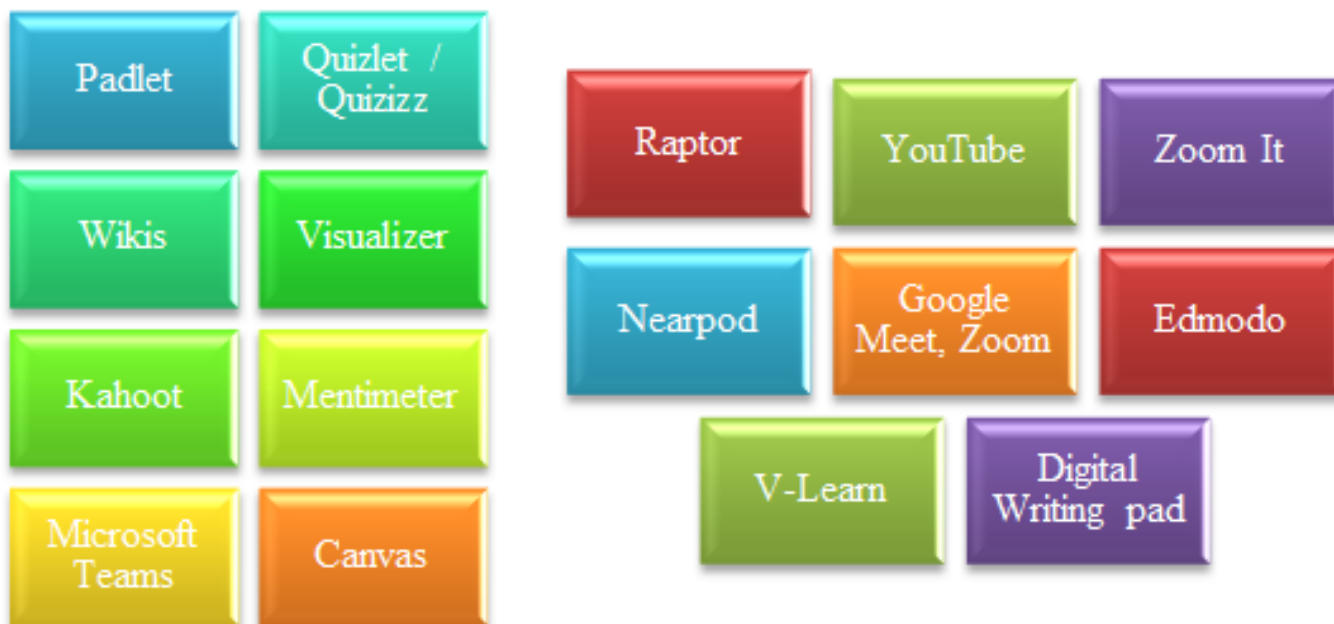 Padlet
Quizlet /
Quizizz
Wikis
Visualizer
Kahoot
Mentimeter
Microsoft
Teams
Canvas
Raptor
YouTube
Zoom It
Nearpod
Google
Meet, Zoom
Edmodo
V-Learn
Digital
Writing pad